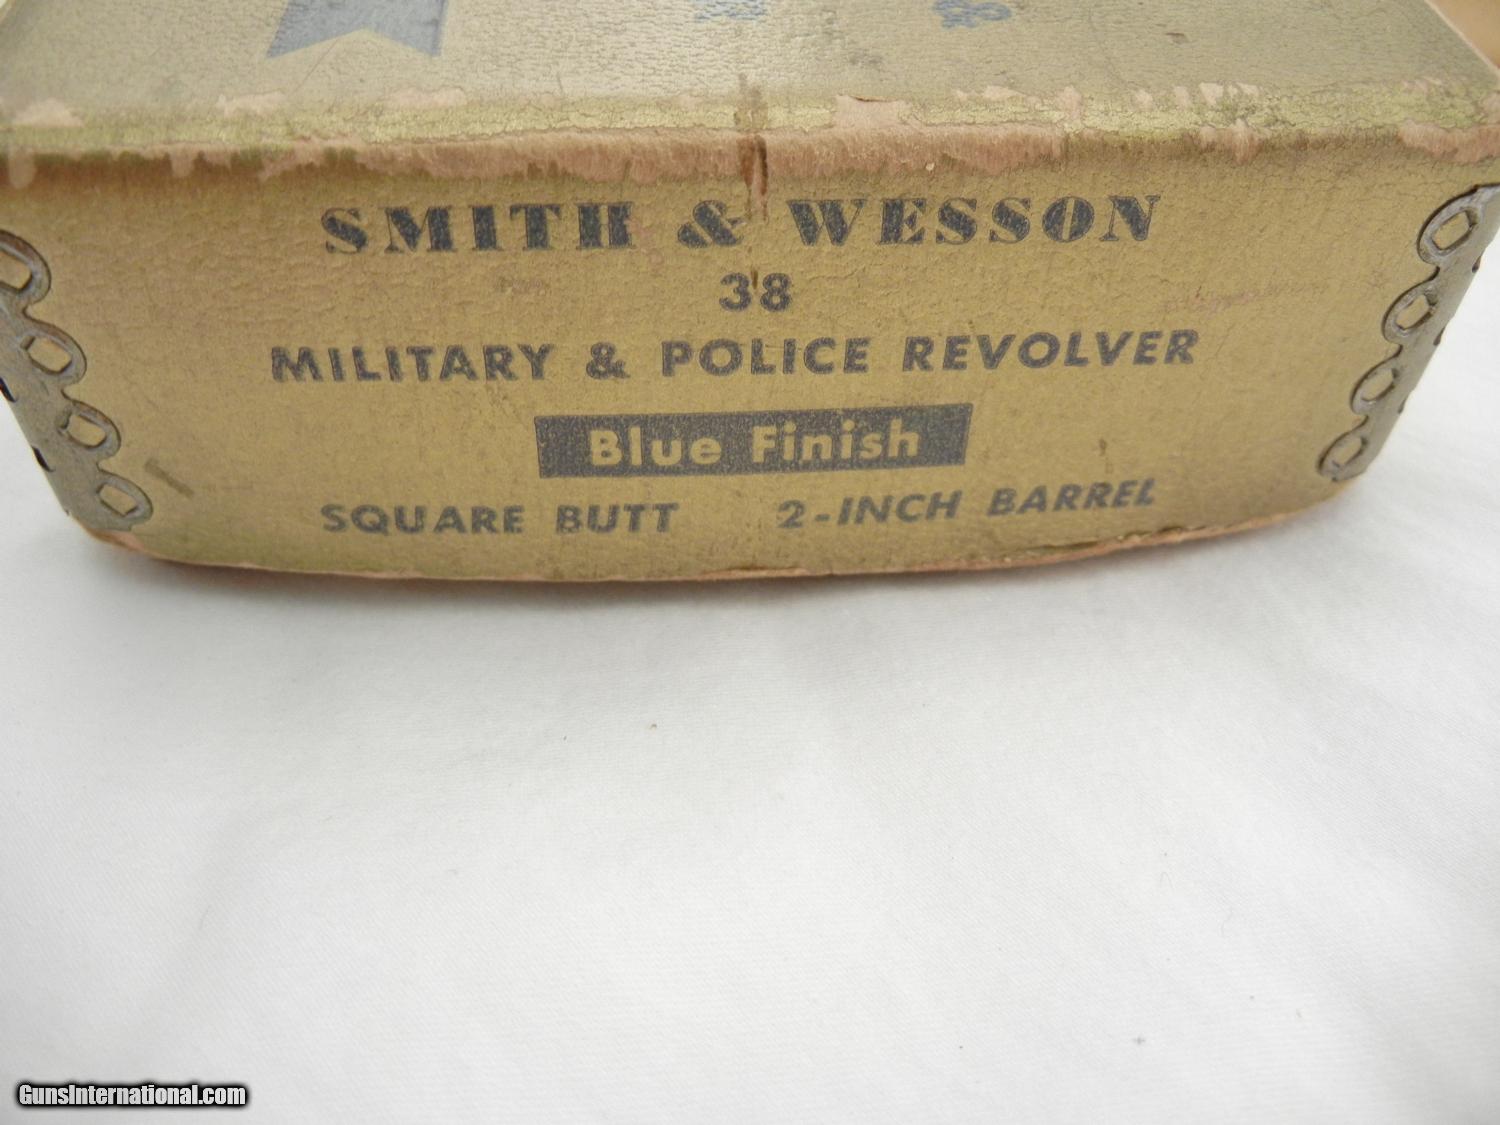 SMITH & WESSON
38
MILITARY & POLICE REVOLVER
Blue Finish
SQUARE BUTT 2-INCH BARREL
GunsInternational.com